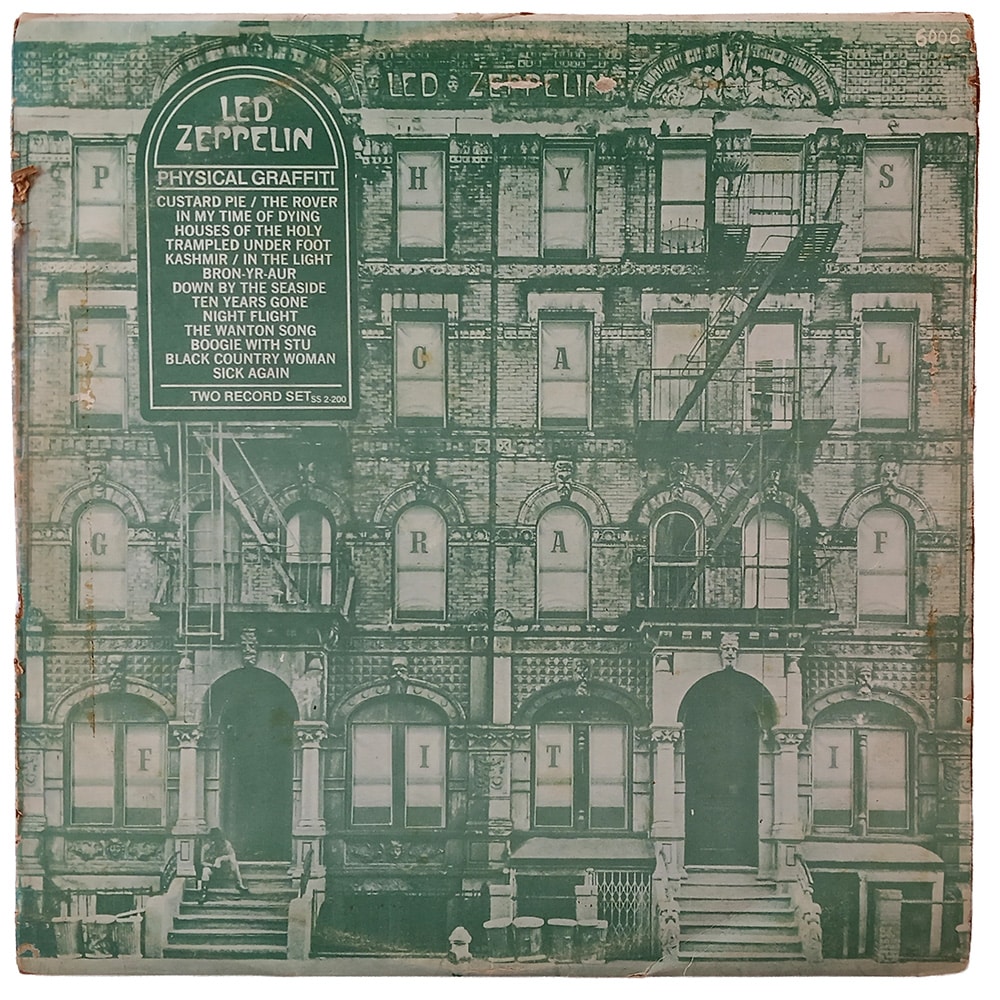 6006
LED ZEPPELIN
LED
ZEPPELIN
PHYSICAL GRAFFITI
CUSTARD PIE / THE ROVER
IN MY TIME OF DYING
HOUSES OF THE HOLY
TRAMPLED UNDER FOOT
KASHMIR / IN THE LIGHT
BRON-YR-AUR
DOWN BY THE SEASIDE
TEN YEARS GONE
NIGHT FLIGHT
THE WANTON SONG
BOOGIE WITH STU
BLACK COUNTRY WOMAN
SICK AGAIN
TWO RECORD SET SS 2-200
P H Y S
I C A L
G R A F
F I T I